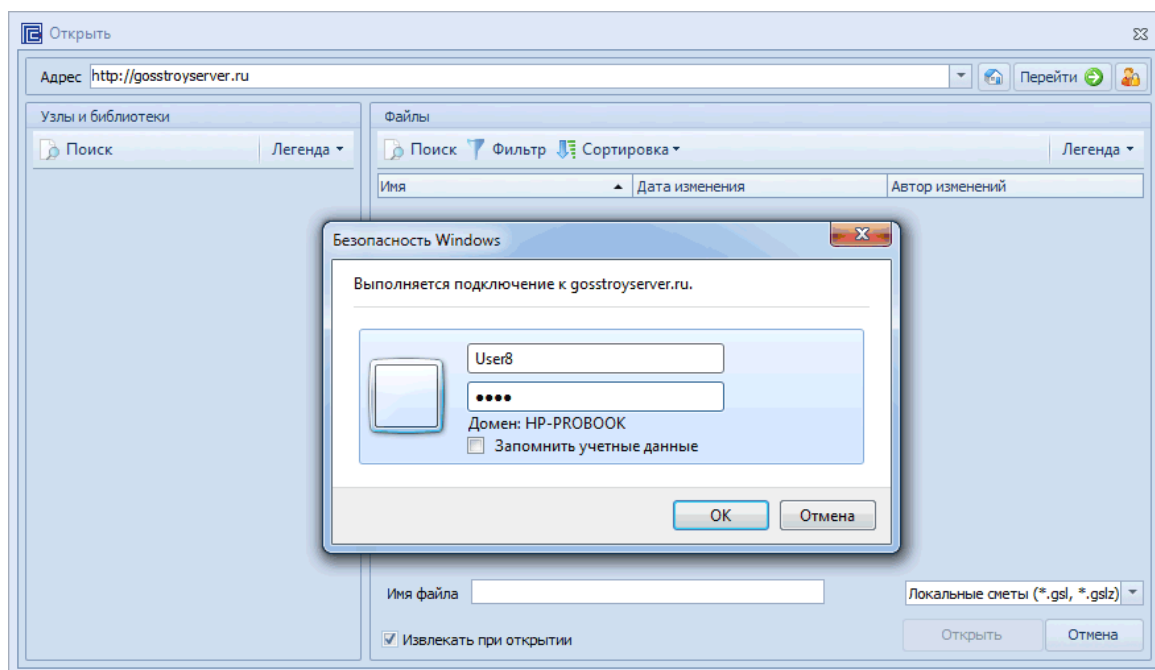 Открыть
Адрес http://gosstroyserver.ru Перейти
Узлы и библиотеки
Поиск Легенда
Файлы
Поиск Фильтр Сортировка Легенда
Имя Дата изменения Автор изменений
Безопасность Windows
Выполняется подключение к gosstroyserver.ru.
User8
••••
Домен: HP-PROBOOK
Запомнить учетные данные
OK Отмена
Имя файла Локальные сметы (*.gsl, *.gslz)
Извлекать при открытии Открыть Отмена